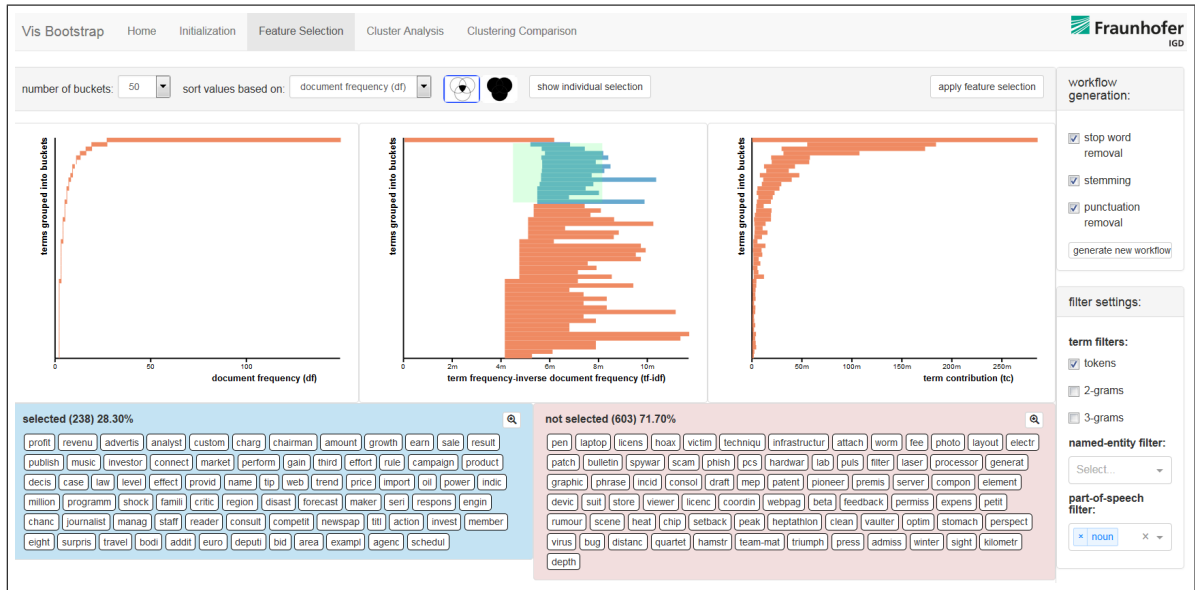 Vis Bootstrap Home Initialization Feature Selection Cluster Analysis Clustering Comparison
Fraunhofer
IGD
number of buckets: 50 sort values based on: document frequency (df) show individual selection apply feature selection
workflow generation:
stop word removal
stemming
punctuation removal
generate new workflow
terms grouped into buckets
0 50 100
document frequency (df)
terms grouped into buckets
0 2m 4m 6m 8m 10m
term frequency-inverse document frequency (tf-idf)
terms grouped into buckets
0 50m 100m 150m 200m 250m
term contribution (tc)
filter settings:
term filters:
tokens
2-grams
3-grams
named-entity filter:
Select...
part-of-speech filter:
× noun ×
selected (238) 28.30%
profit revenu advertis analyst custom charg chairman amount growth earn sale result
publish music investor connect market perform gain third effort rule campaign product
decis case law level effect provid name tip web trend price import oil power indic
million programm shock famili critic region disast forecast maker seri respons engin
chanc journalist manag staff reader consult competit newspap titl action invest member
eight surpris travel bodi addit euro deputi bid area exampl agenc schedul
not selected (603) 71.70%
pen laptop licens hoax victim techniqu infrastructur attach worm fee photo layout electr
patch bulletin spywar scam phish pcs hardwar lab puls filter laser processor generat
graphic phrase incid consol draft mep patent pioneer premis server compon element
devic suit store viewer licenc coordin webpag beta feedback permiss expens petit
rumour scene heat chip setback peak heptathlon clean vaulter optim stomach perspect
virus bug distanc quartet hamstr team-mat triumph press admiss winter sight kilometr
depth